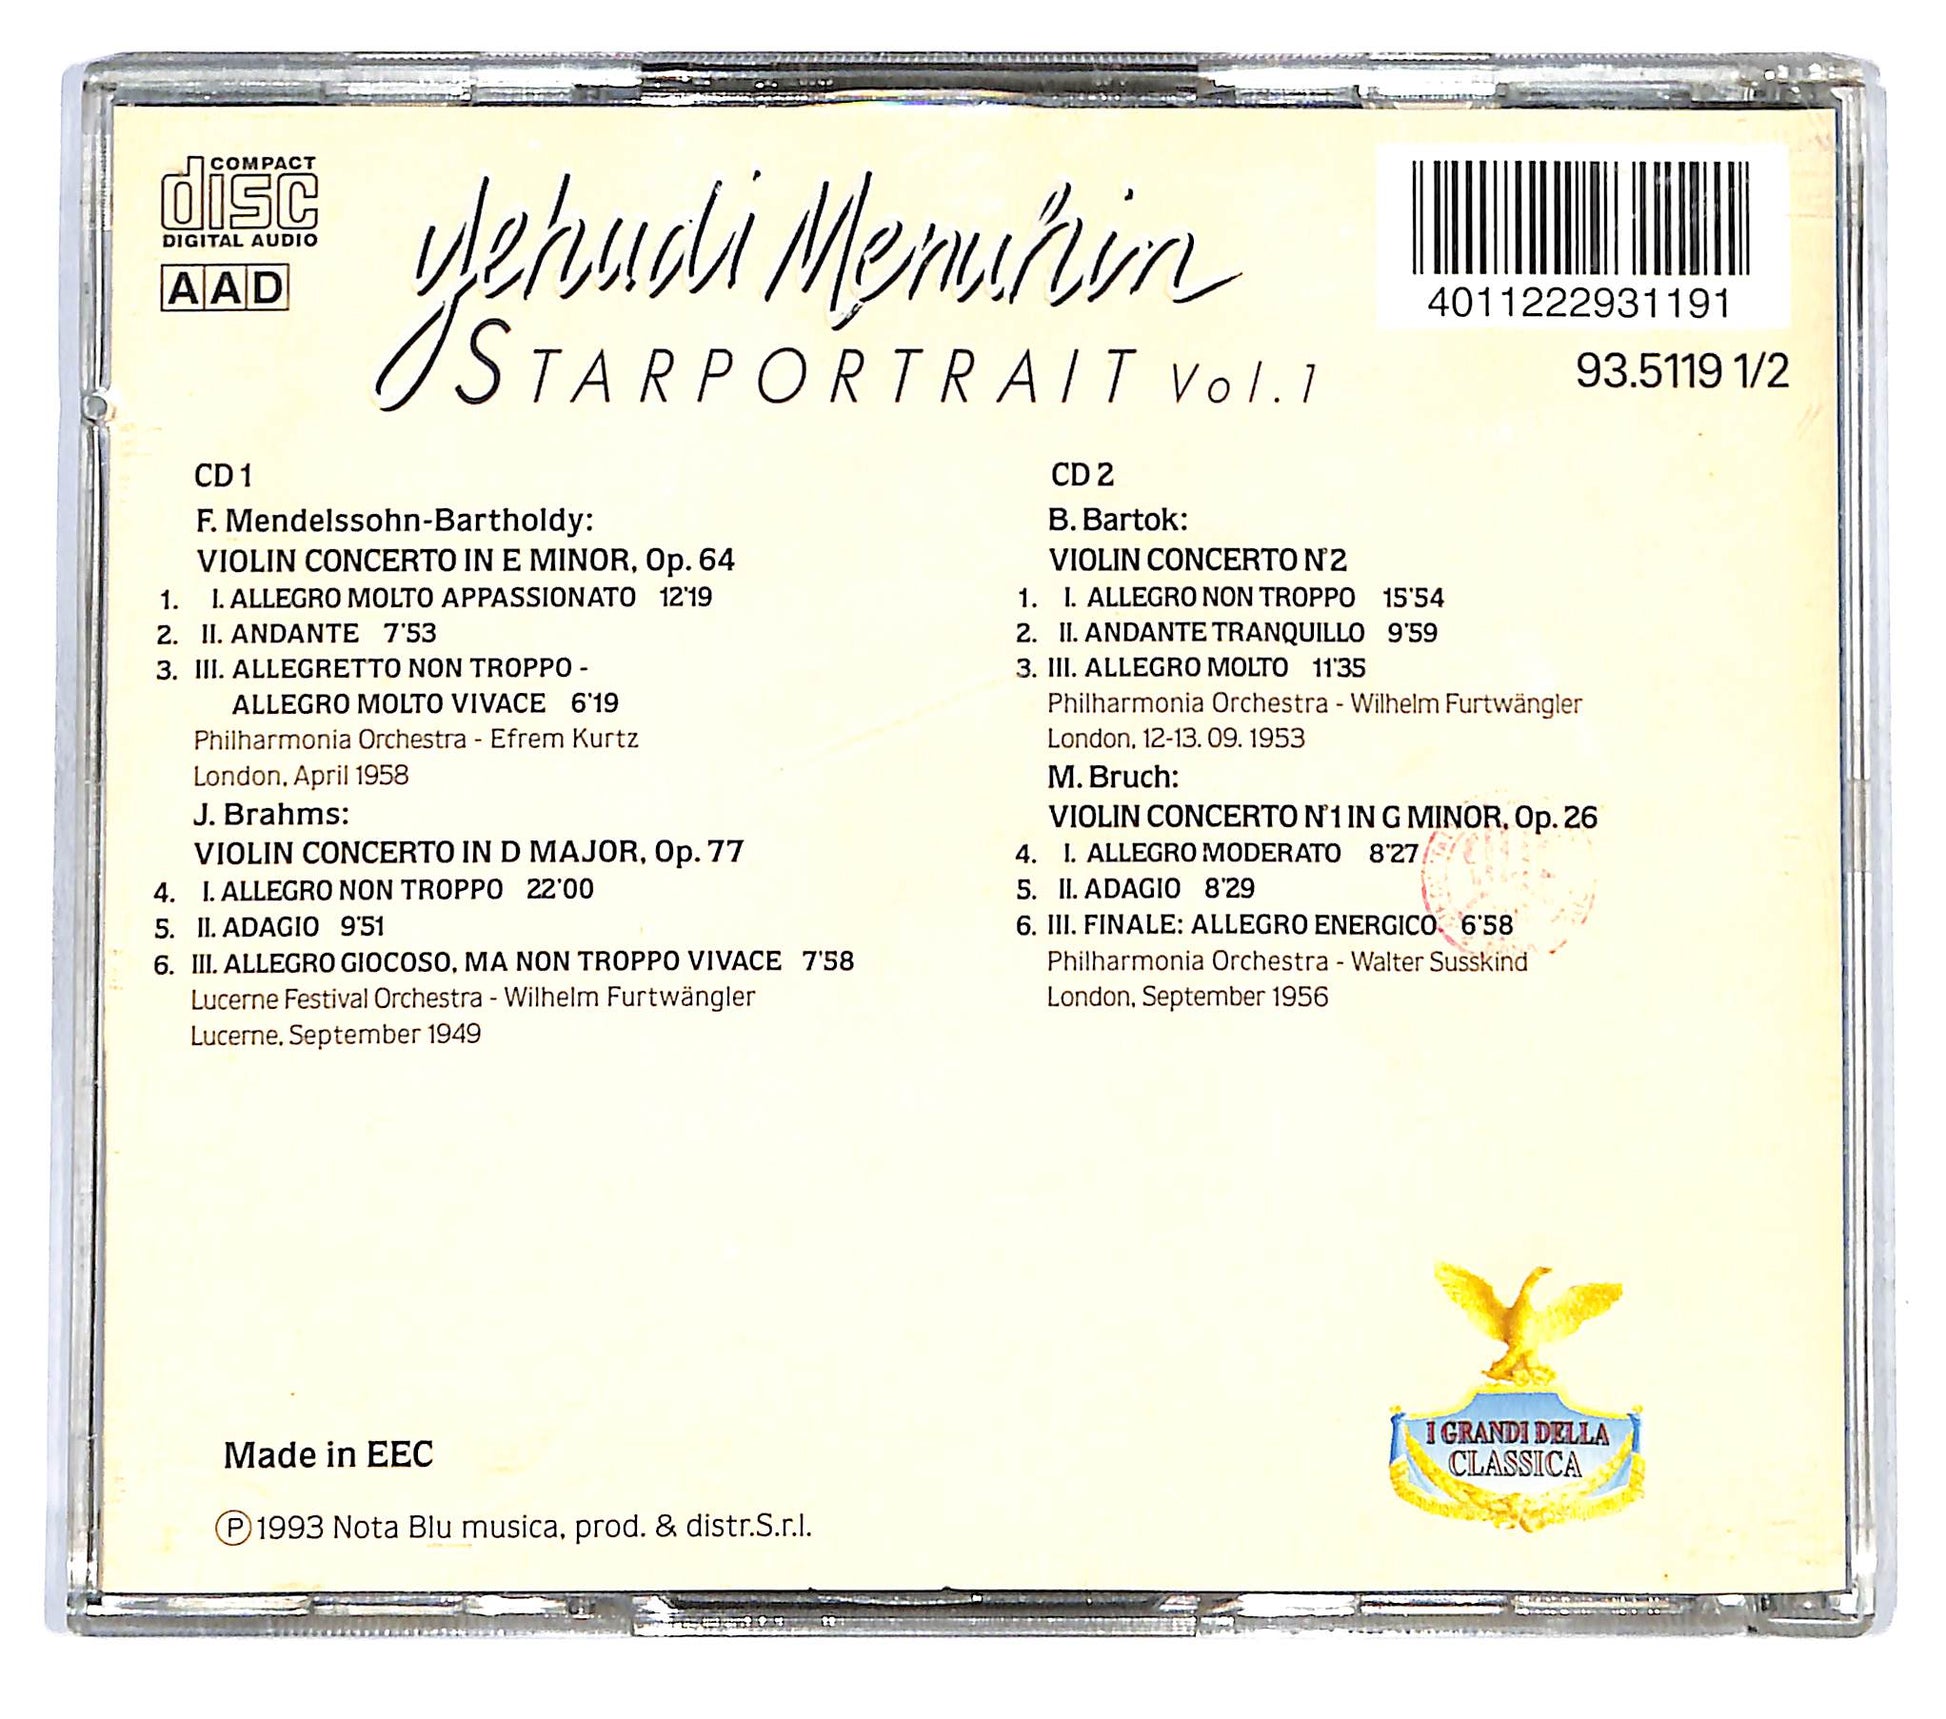 COMPACT
disc
DIGITAL AUDIO
AAD
Yehudi Menuhin
STARPORTRAIT Vol. 1
4011222931191
93.5119 1/2
CD 1
F. Mendelssohn-Bartholdy:
VIOLIN CONCERTO IN E MINOR, Op. 64
1. I. ALLEGRO MOLTO APPASSIONATO 12'19
2. II. ANDANTE 7'53
3. III. ALLEGRETTO NON TROPPO -
ALLEGRO MOLTO VIVACE 6'19
Philharmonia Orchestra - Efrem Kurtz
London, April 1958
J. Brahms:
VIOLIN CONCERTO IN D MAJOR, Op. 77
4. I. ALLEGRO NON TROPPO 22'00
5. II. ADAGIO 9'51
6. III. ALLEGRO GIOCOSO, MA NON TROPPO VIVACE 7'58
Lucerne Festival Orchestra - Wilhelm Furtwängler
Lucerne, September 1949
CD 2
B. Bartok:
VIOLIN CONCERTO N°2
1. I. ALLEGRO NON TROPPO 15'54
2. II. ANDANTE TRANQUILLO 9'59
3. III. ALLEGRO MOLTO 11'35
Philharmonia Orchestra - Wilhelm Furtwängler
London, 12-13. 09. 1953
M. Bruch:
VIOLIN CONCERTO N°1 IN G MINOR, Op. 26
4. I. ALLEGRO MODERATO 8'27
5. II. ADAGIO 8'29
6. III. FINALE: ALLEGRO ENERGICO 6'58
Philharmonia Orchestra - Walter Susskind
London, September 1956
I GRANDI DELLA
CLASSICA
Made in EEC
℗ 1993 Nota Blu musica, prod. & distr. S.r.l.